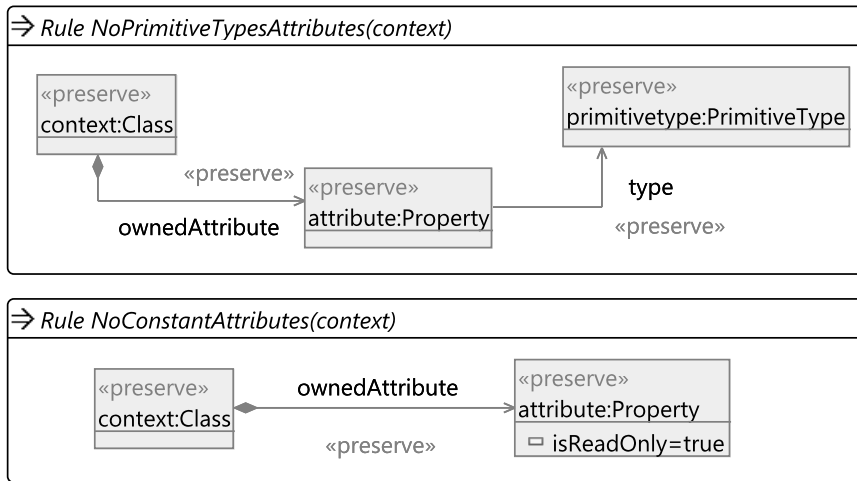 Rule NoPrimitiveTypesAttributes(context)
«preserve»
context:Class
«preserve»
primitivetype:PrimitiveType
«preserve»
ownedAttribute
«preserve»
attribute:Property
type
«preserve»
Rule NoConstantAttributes(context)
«preserve»
context:Class
ownedAttribute
«preserve»
«preserve»
attribute:Property
isReadOnly=true